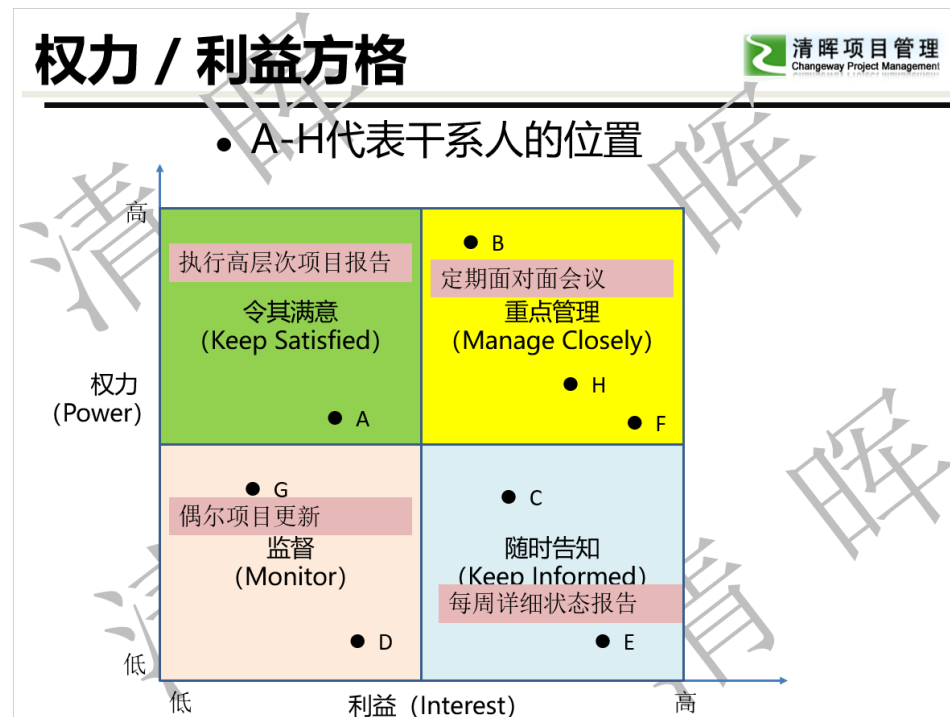 权力 / 利益方格
清晖项目管理
Changeway Project Management
• A-H代表干系人的位置
高
执行高层次项目报告
令其满意
(Keep Satisfied)
A
B
定期面对面会议
重点管理
(Manage Closely)
H
F
权力
(Power)
G
偶尔项目更新
监督
(Monitor)
D
C
随时告知
(Keep Informed)
每周详细状态报告
E
低
低
利益（Interest）
高
清
晖
晖
晖
清
清